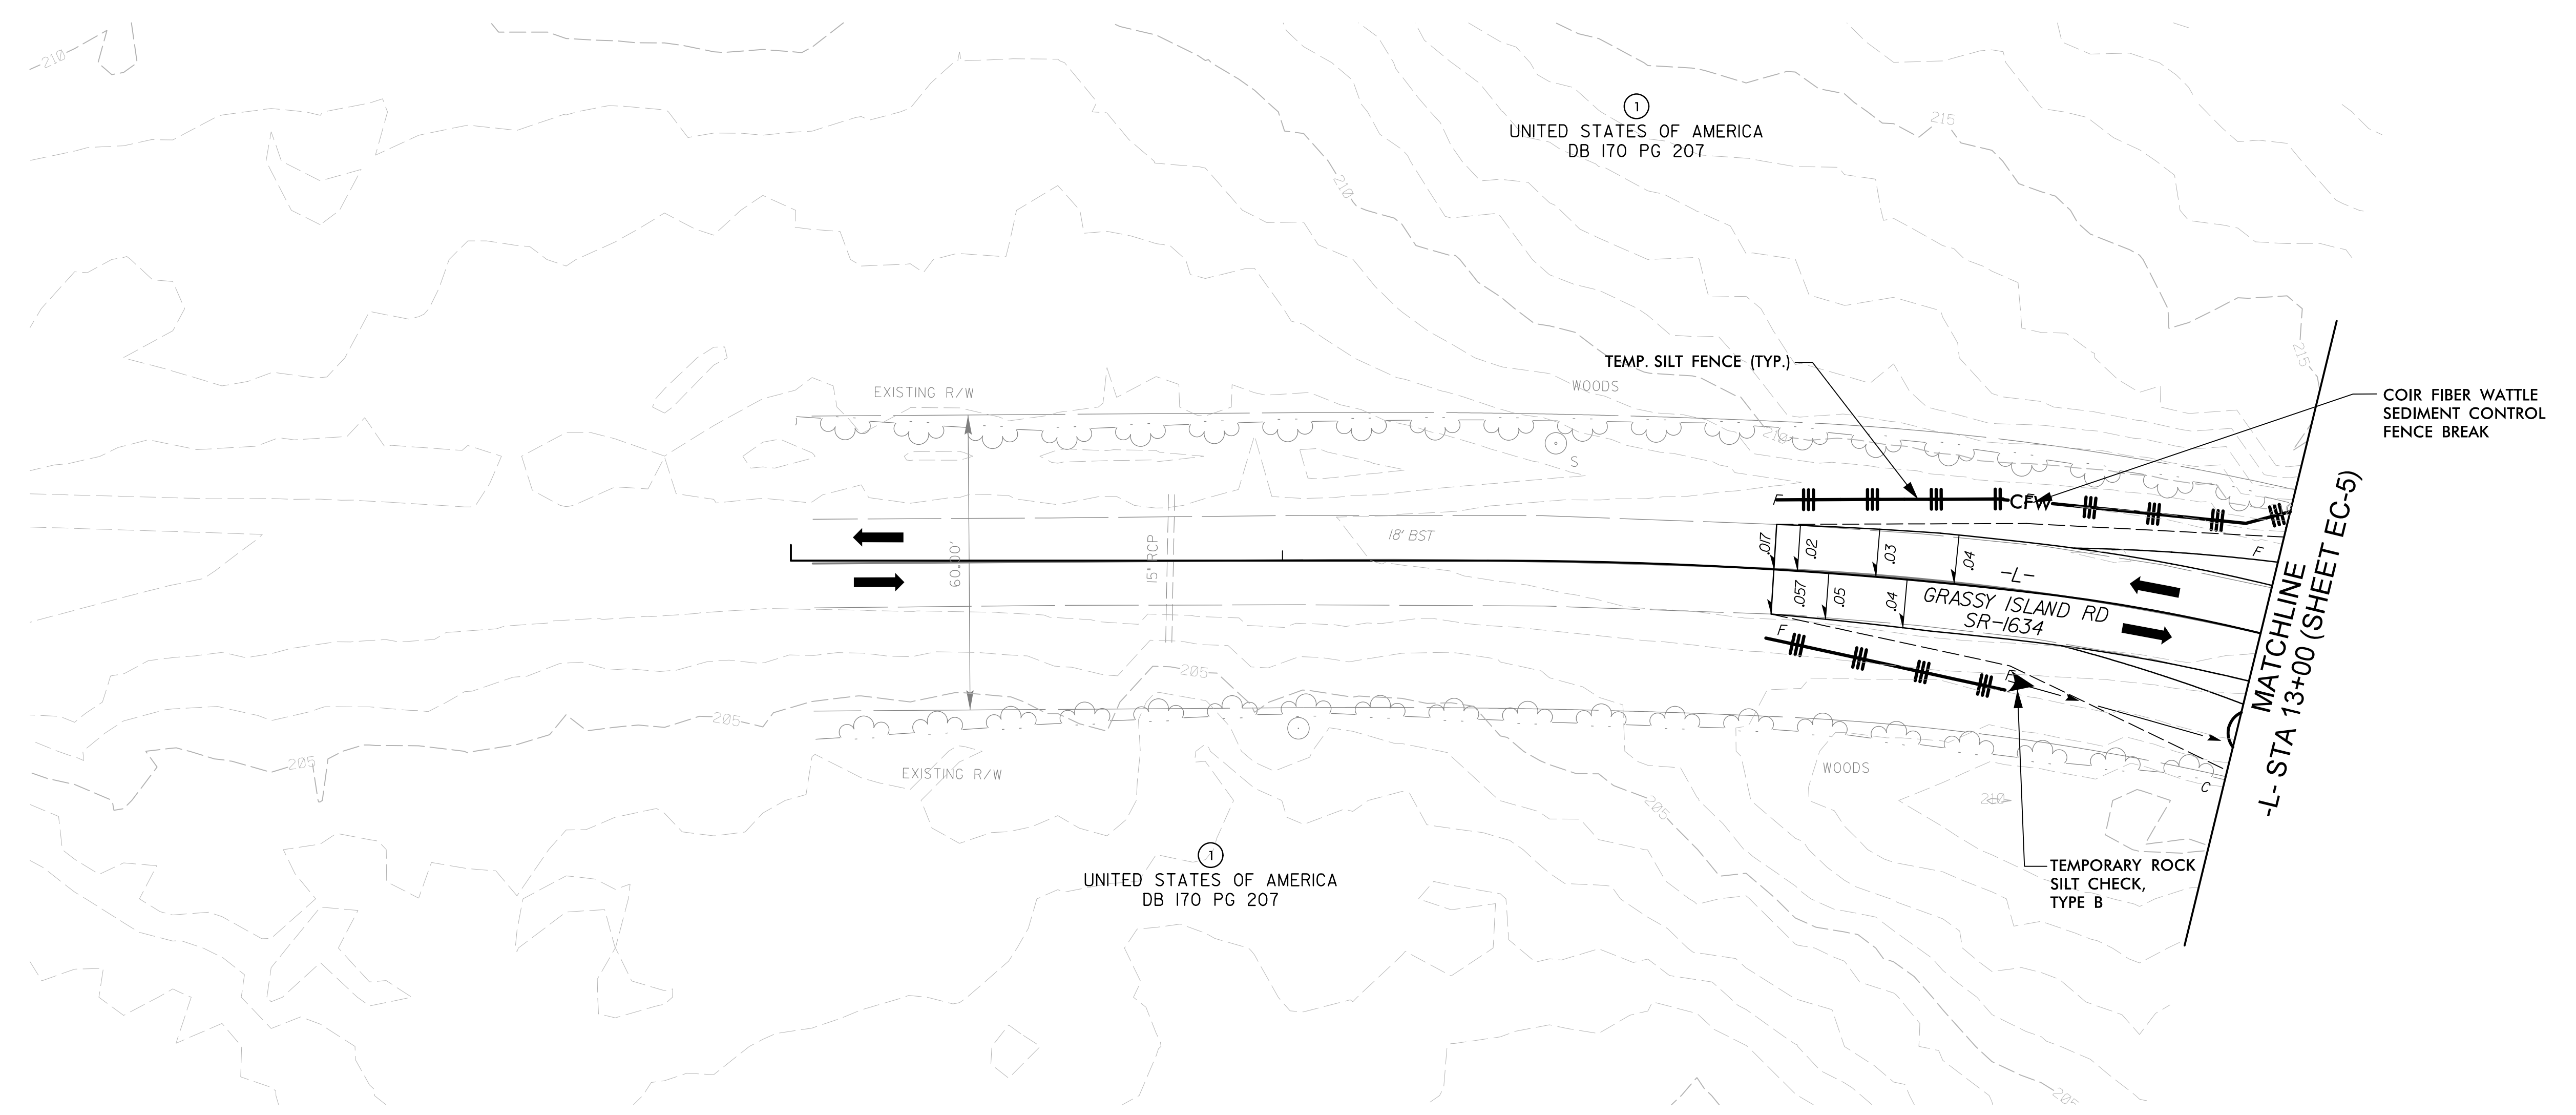 210
1
UNITED STATES OF AMERICA
DB 170 PG 207
215
210
215
TEMP. SILT FENCE (TYP.)
WOODS
EXISTING R/W
COIR FIBER WATTLE
SEDIMENT CONTROL
FENCE BREAK
210
S
F
CFW
F
18' BST
15" RCP
60.00'
.017
.02
.03
.04
F
-L-
.057
.05
.04
GRASSY ISLAND RD
SR-1634
F
F
MATCHLINE
-L- STA 13+00 (SHEET EC-5)
205
205
205
EXISTING R/W
WOODS
C
210
205
1
UNITED STATES OF AMERICA
DB 170 PG 207
TEMPORARY ROCK
SILT CHECK,
TYPE B
205